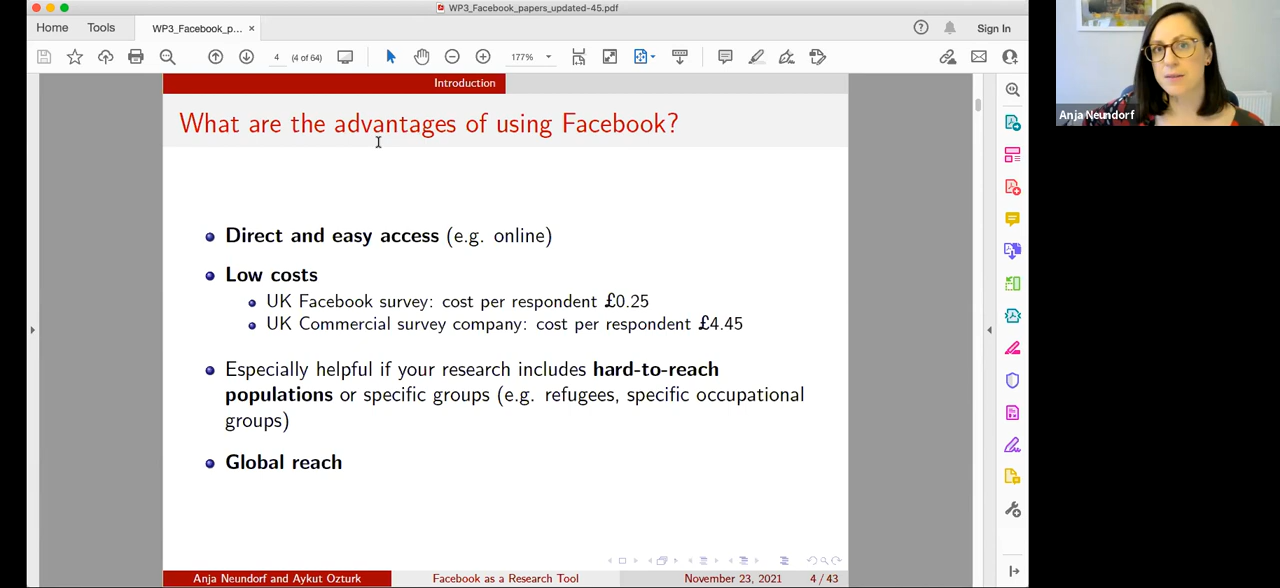 WP3_Facebook_papers_updated-45.pdf
Home
Tools
WP3_Facebook_p... ×
Sign In
4
(4 of 64)
177%
Introduction
What are the advantages of using Facebook?
Direct and easy access (e.g. online)
Low costs
UK Facebook survey: cost per respondent £0.25
UK Commercial survey company: cost per respondent £4.45
Especially helpful if your research includes hard-to-reach
populations or specific groups (e.g. refugees, specific occupational
groups)
Global reach
Anja Neundorf and Aykut Ozturk
Facebook as a Research Tool
November 23, 2021
4 / 43
Anja Neundorf